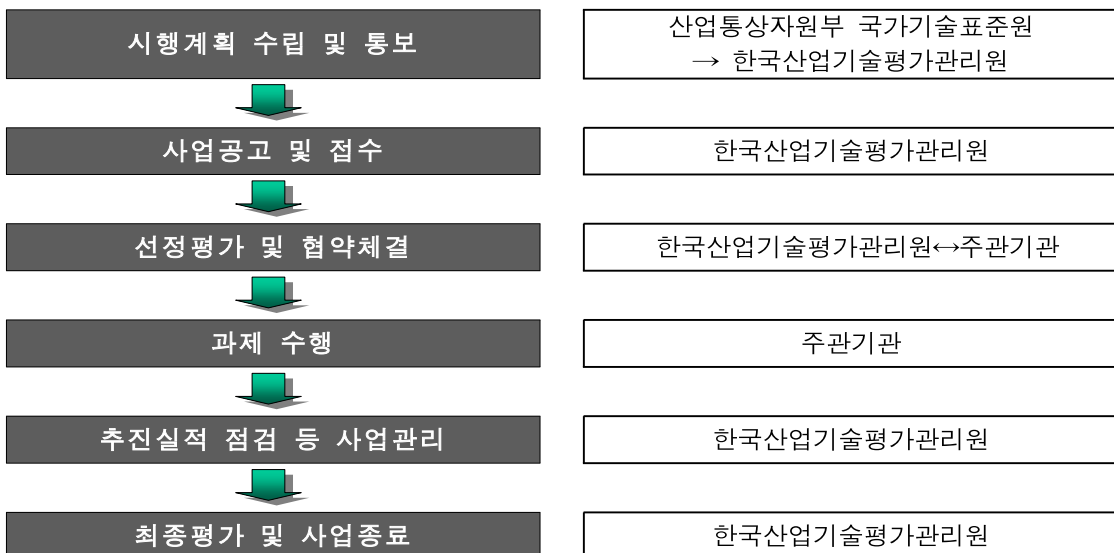 시행계획 수립 및 통보
산업통상자원부 국가기술표준원
→ 한국산업기술평가관리원
사업공고 및 접수
한국산업기술평가관리원
선정평가 및 협약체결
한국산업기술평가관리원↔주관기관
과제 수행
주관기관
추진실적 점검 등 사업관리
한국산업기술평가관리원
최종평가 및 사업종료
한국산업기술평가관리원